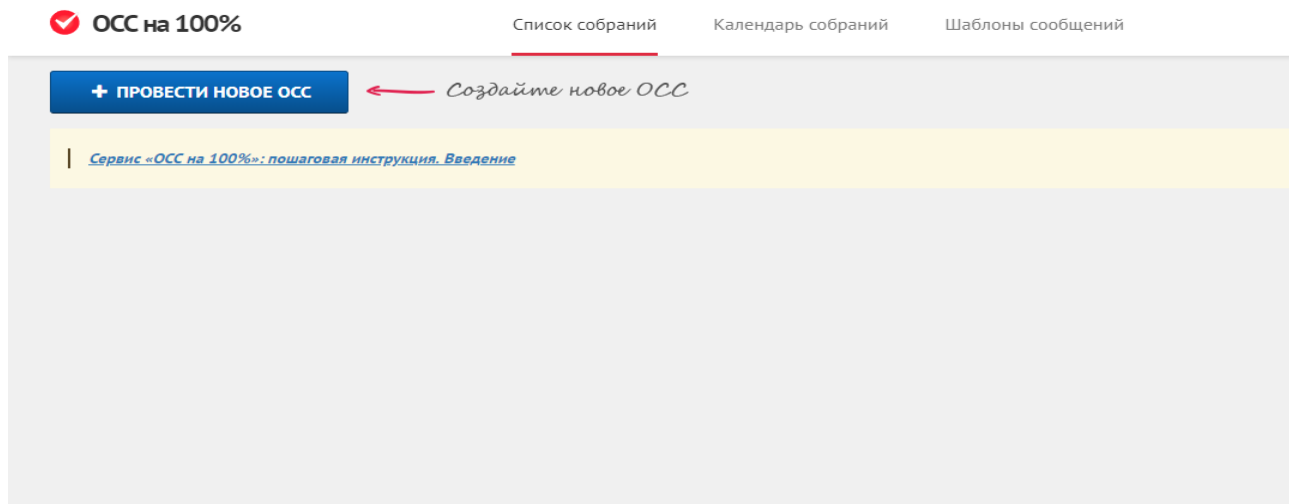 ОСС на 100%
Список собраний
Календарь собраний
Шаблоны сообщений
+ ПРОВЕСТИ НОВОЕ ОСС
Создайте новое ОСС
Сервис «ОСС на 100%»: пошаговая инструкция. Введение